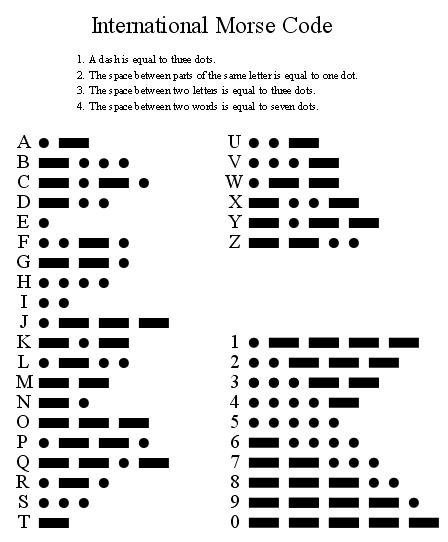 International Morse Code
1. A dash is equal to three dots.
2. The space between parts of the same letter is equal to one dot.
3. The space between two letters is equal to three dots.
4. The space between two words is equal to seven dots.
A
B
C
D
E
F
G
H
I
J
K
L
M
N
O
P
Q
R
S
T
U
V
W
X
Y
Z
1
2
3
4
5
6
7
8
9
0